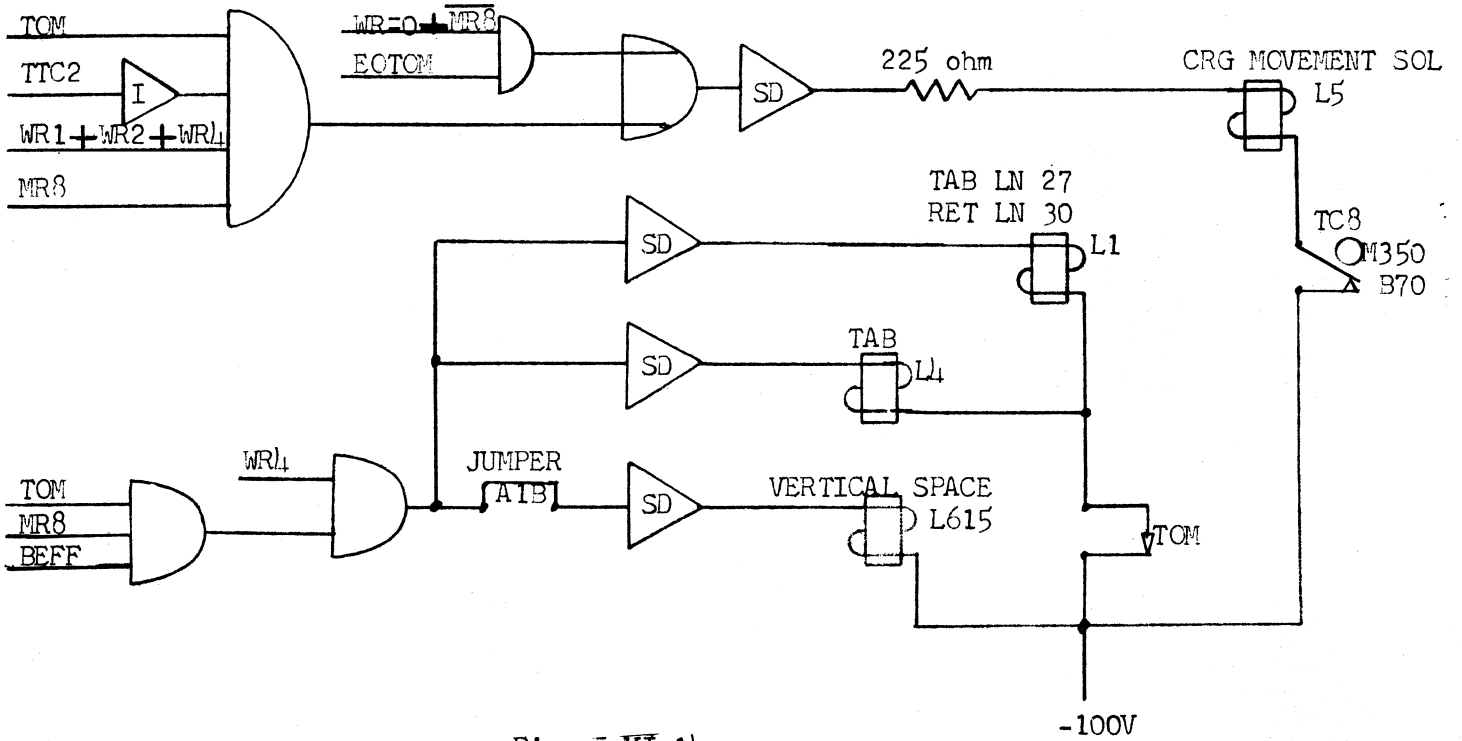 TOM
TTC2
I
WR1+WR2+WR4
MR8
WR=0+M̅R̅8̅
EOTOM
SD
225 ohm
CRG MOVEMENT SOL
L5
TAB LN 27
RET LN 30
SD
L1
TC8
M350
B70
SD
TAB
L4
WR4
TOM
MR8
BEFF
JUMPER
A1B
SD
VERTICAL SPACE
L615
TOM
-100V